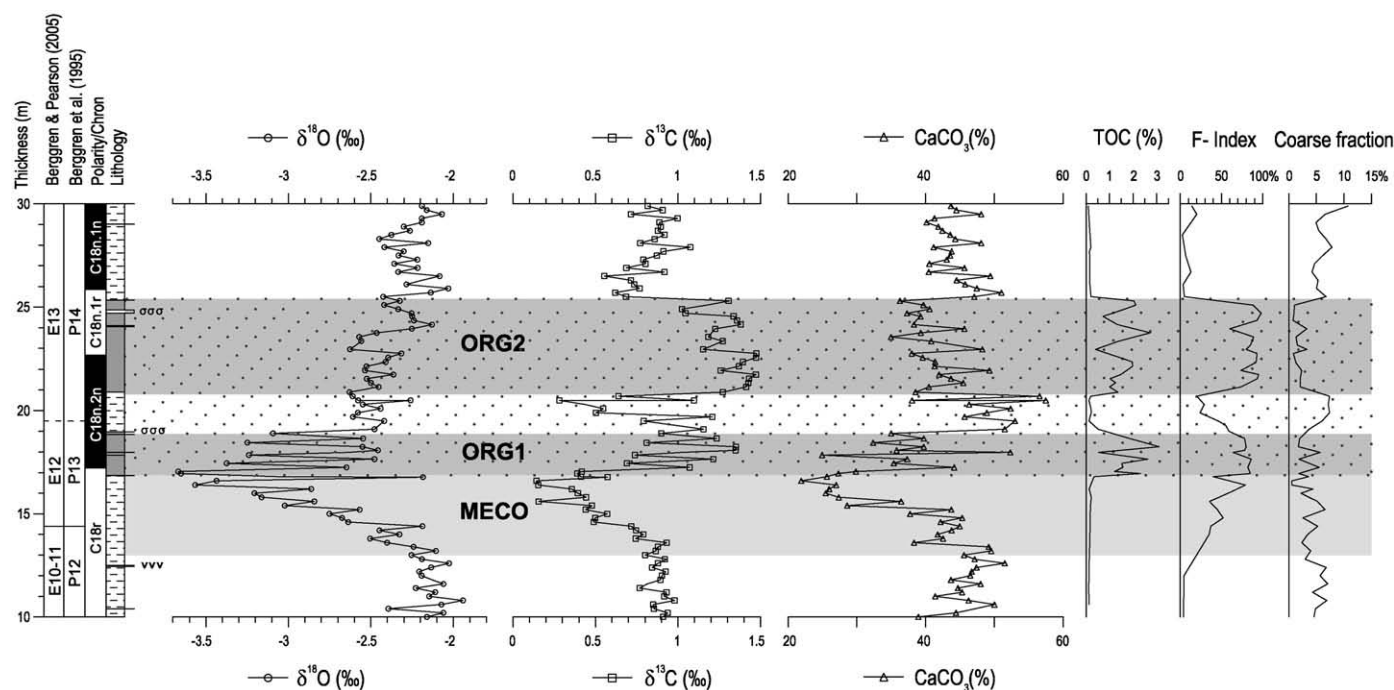 Thickness (m)
Berggren & Pearson (2005)
Berggren et al. (1995)
Polarity/Chron
Lithology
δ18O (‰)
δ13C (‰)
CaCO3(%)
TOC (%)
F- Index
Coarse fraction
-3.5 -3 -2.5 -2
0 0.5 1 1.5
20 40 60
0 1 2 3
0 50 100%
0 5 10 15%
30
25
20
15
10
E13
E12
E10-11
P14
P13
P12
C18n.1n
C18n.1r
C18n.2n
C18r
σσσ
σσσ
vvv
ORG2
ORG1
MECO
-3.5 -3 -2.5 -2
0 0.5 1 1.5
20 40 60
δ18O (‰)
δ13C (‰)
CaCO3(%)